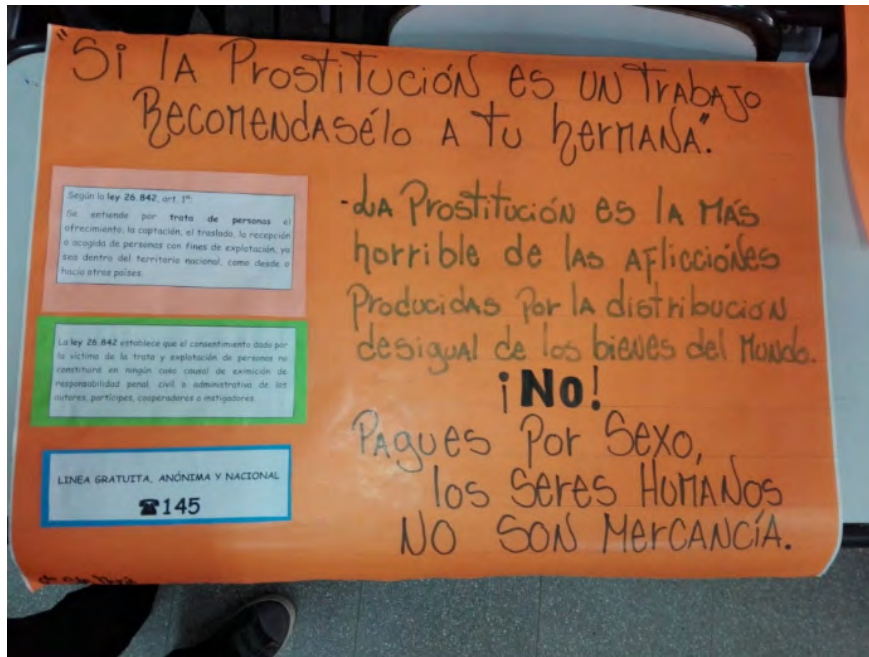 "Si la Prostitución es un trabajo
Recomendasélo a tu hermana".
Según la ley 26.842, art. 1º:
Se entiende por trata de personas el
ofrecimiento, la captación, el traslado, la recepción
o acogida de personas con fines de explotación, ya
sea dentro del territorio nacional, como desde o
hacia otros países.
La ley 26.842 establece que el consentimiento dado por
la víctima de la trata y explotación de personas no
constituirá en ningún caso causal de eximición de
responsabilidad penal, civil o administrativa de los
autores, partícipes, cooperadores o instigadores.
LINEA GRATUITA, ANÓNIMA Y NACIONAL
☎145
-La Prostitución es la más
horrible de las aflicciónes
Producidas Por la distribución
desigual de los bienes del Mundo.
¡No!
Pagues Por Sexo,
los Seres Humanos
NO SON Mercancía.